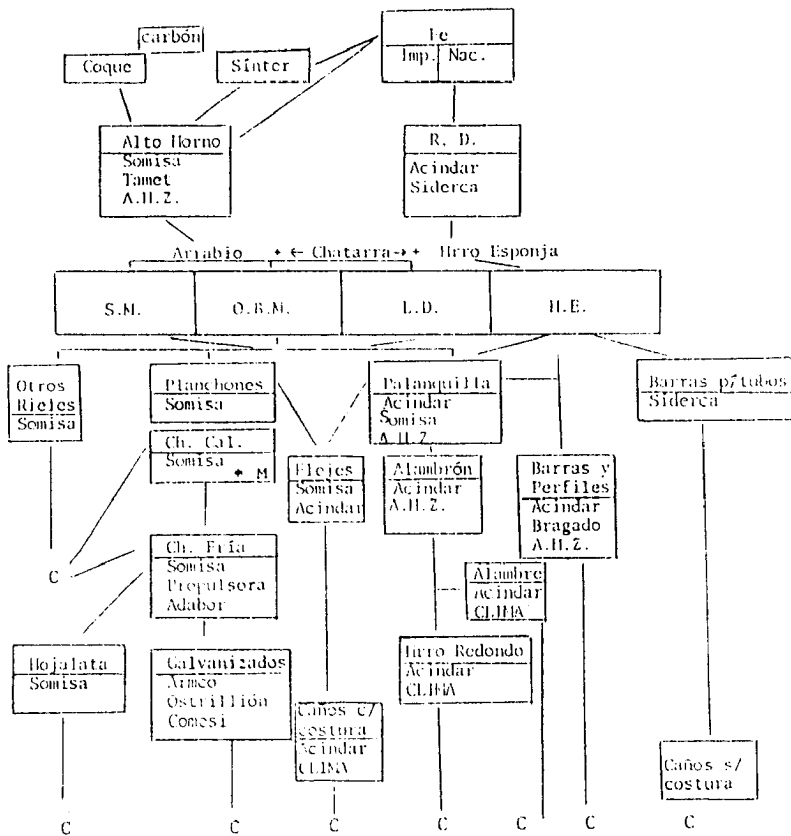 carbón
Coque
Sínter
Fe
Imp. Nac.
Alto Horno
Somisa
Tamet
A.H.Z.
R. D.
Acindar
Siderca
Arrabio + ← Chatarra → + Hrro Esponja
S.M.
O.B.M.
L.D.
H.E.
Otros
Rieles
Somisa
Planchones
Somisa
Palanquilla
Acindar
Somisa
A.H.Z.
Barras p/tubos
Siderca
Ch. Cal.
Somisa
← M
Flejes
Somisa
Acindar
Alambrón
Acindar
A.H.Z.
Barras y
Perfiles
Acindar
Bragado
A.H.Z.
C
Ch. Fría
Somisa
Propulsora
Adabor
Alambre
Acindar
CLIMA
Hojalata
Somisa
Galvanizados
Armco
Ostrillión
Comesi
Hrro Redondo
Acindar
CLIMA
Caños c/
costura
Acindar
CLIMA
Caños s/
costura
C C C C C C C